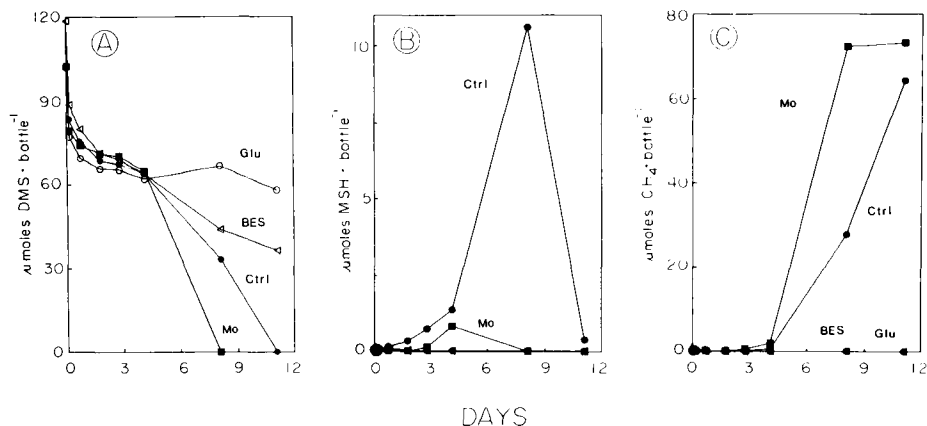 A
µmoles DMS • bottle⁻¹
120
90
60
30
0
0 3 6 9 12
Glu
BES
Ctrl
Mo
B
µmoles MSH • bottle⁻¹
10
5
0
0 3 6 9 12
Ctrl
Mo
C
µmoles CH₄• bottle⁻¹
80
60
40
20
0
0 3 6 9 12
Mo
Ctrl
BES Glu
DAYS